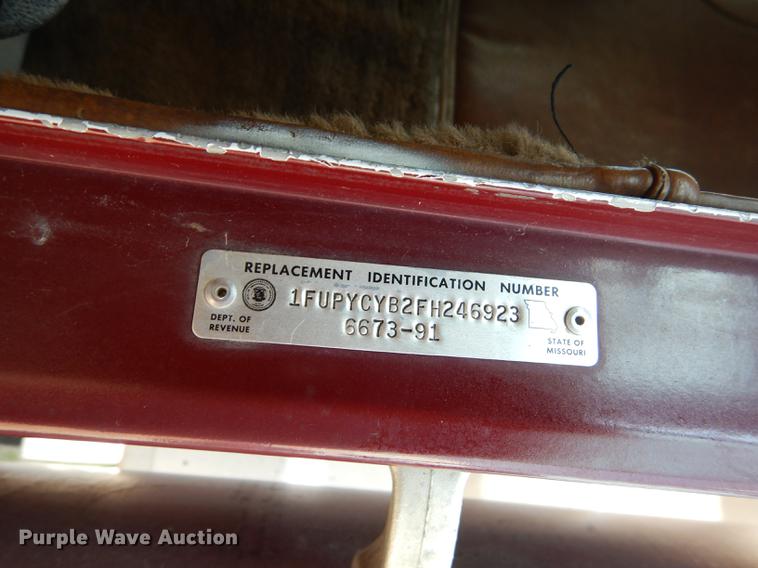 REPLACEMENT IDENTIFICATION NUMBER
1FUPYCYB2FH246923
6673-91
DEPT. OF
REVENUE
STATE OF
MISSOURI
Purple Wave Auction